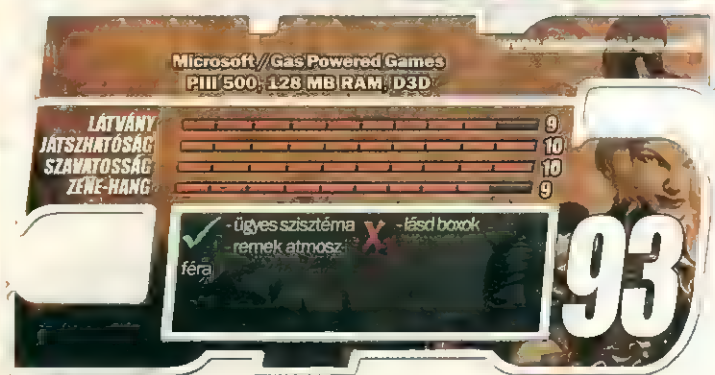 Microsoft/Gas Powered Games
PIII 500, 128 MB RAM, D3D
LÁTVÁNY 9
JÁTSZHATÓSÁG 10
SZAVATOSSÁG 10
ZENE-HANG 9
- ügyes szisztéma
- remek atmosz-
féra
X - lásd boxok
93